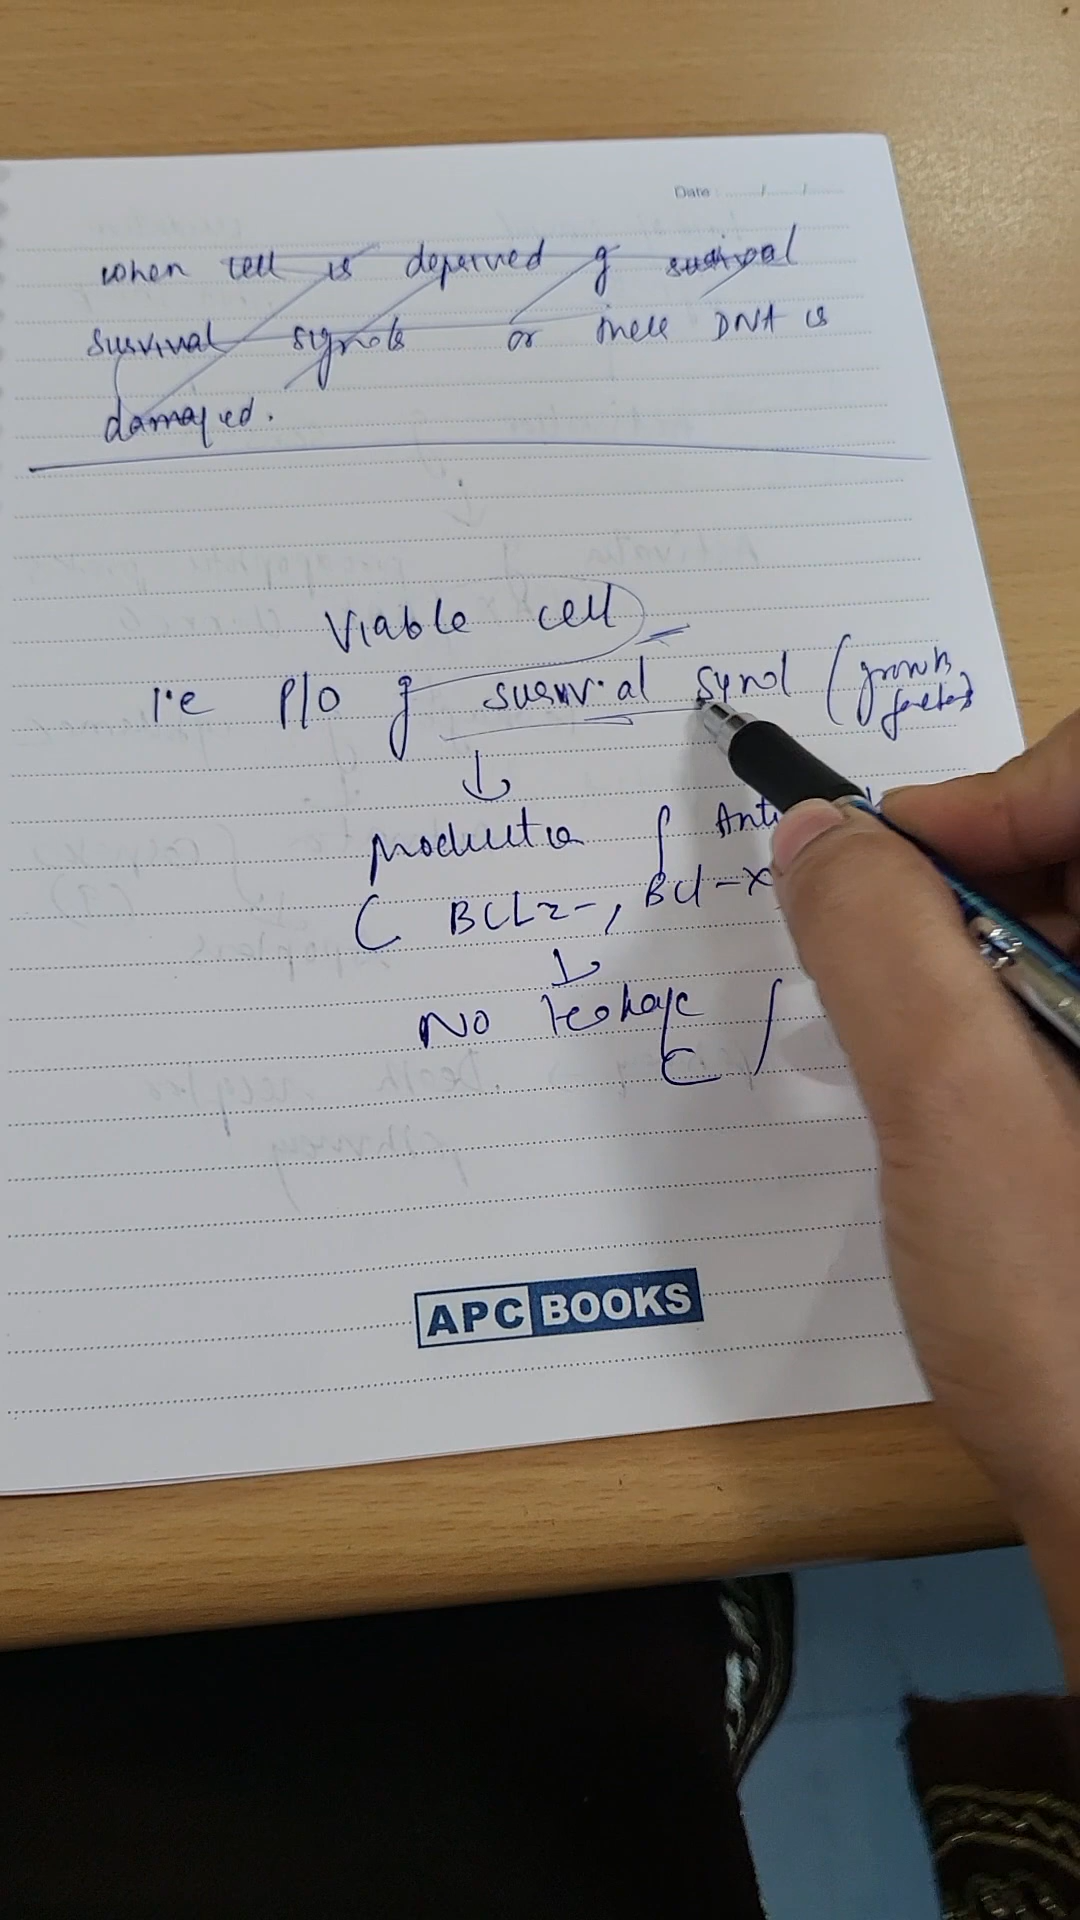 Date : ....../....../......
when cell is deprived of survival
survival signals or there DNA is
damaged.
Viable cell
i.e P/O of survival signal (growth
factors)
↓
Production of Anti
( BCL2-, BCl-X
↓
No leakage of
C
APC BOOKS